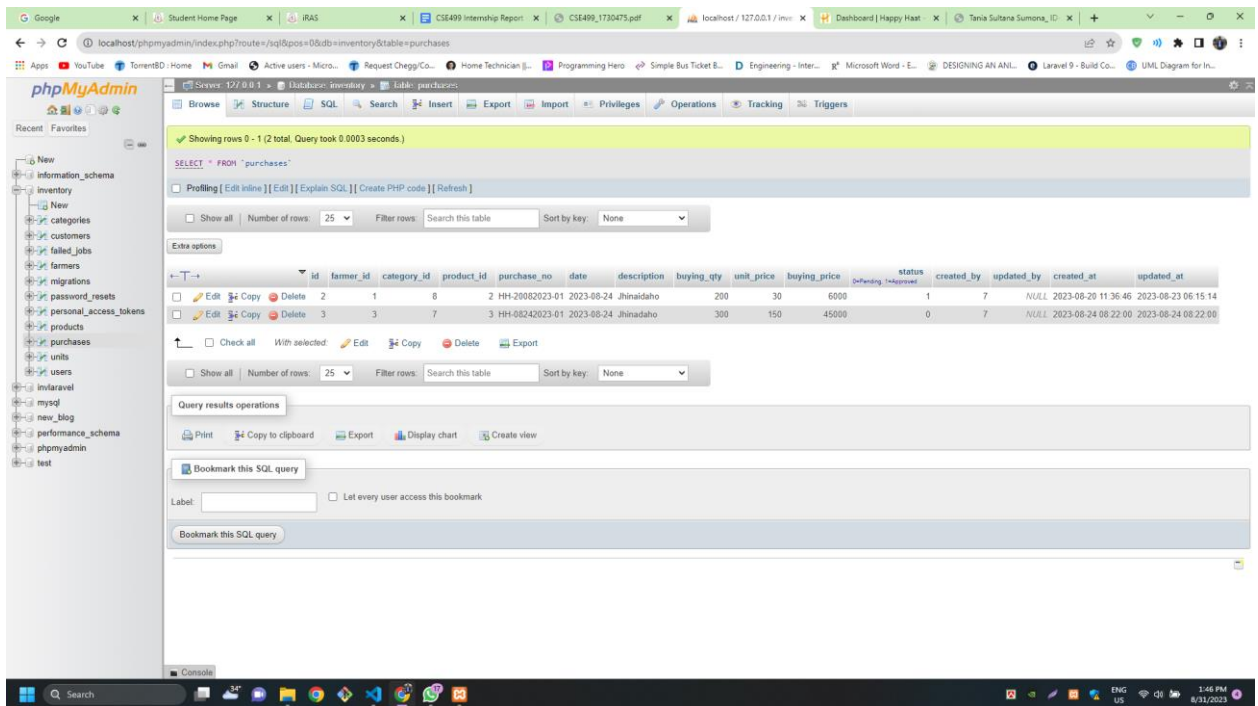 Google
Student Home Page
iRAS
CSE499 Internship Report
CSE499_1730475.pdf
localhost / 127.0.0.1 / inve
Dashboard | Happy Haat -
Tania Sultana Sumona_ ID-
localhost/phpmyadmin/index.php?route=/sql&pos=0&db=inventory&table=purchases
Apps YouTube TorrentBD :: Home Gmail Active users - Micro... Request Chegg/Co... Home Technician ||... Programming Hero Simple Bus Ticket B... Engineering - Inter... Microsoft Word - E... DESIGNING AN ANI... Laravel 9 - Build Co... UML Diagram for In...
phpMyAdmin
Recent Favorites
New
information_schema
inventory
New
categories
customers
failed_jobs
farmers
migrations
password_resets
personal_access_tokens
products
purchases
units
users
invlaravel
mysql
new_blog
performance_schema
phpmyadmin
test
Server: 127.0.0.1 » Database: inventory » Table: purchases
Browse Structure SQL Search Insert Export Import Privileges Operations Tracking Triggers
Showing rows 0 - 1 (2 total, Query took 0.0003 seconds.)
SELECT * FROM `purchases`
Profiling [ Edit inline ] [ Edit ] [ Explain SQL ] [ Create PHP code ] [ Refresh ]
Show all | Number of rows: 25 Filter rows: Search this table Sort by key: None
Extra options
←T→ id farmer_id category_id product_id purchase_no date description buying_qty unit_price buying_price status created_by updated_by created_at updated_at
0=Pending, 1=Approved
Edit Copy Delete 2 1 8 2 HH-20082023-01 2023-08-24 Jhinaidaho 200 30 6000 1 7 NULL 2023-08-20 11:36:46 2023-08-23 06:15:14
Edit Copy Delete 3 3 7 3 HH-08242023-01 2023-08-24 Jhinadaho 300 150 45000 0 7 NULL 2023-08-24 08:22:00 2023-08-24 08:22:00
Check all With selected: Edit Copy Delete Export
Show all | Number of rows: 25 Filter rows: Search this table Sort by key: None
Query results operations
Print Copy to clipboard Export Display chart Create view
Bookmark this SQL query
Label: Let every user access this bookmark
Bookmark this SQL query
Console
Search
34°
ENG
US
1:46 PM
8/31/2023